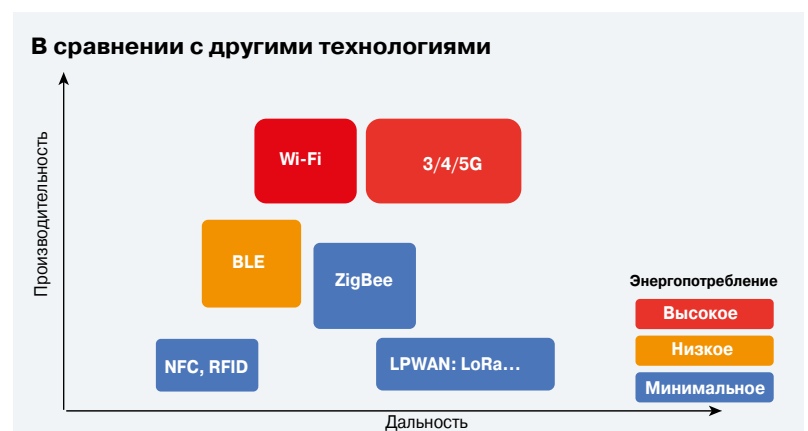 В сравнении с другими технологиями
Производительность
Wi-Fi
3/4/5G
BLE
ZigBee
NFC, RFID
LPWAN: LoRa...
Энергопотребление
Высокое
Низкое
Минимальное
Дальность